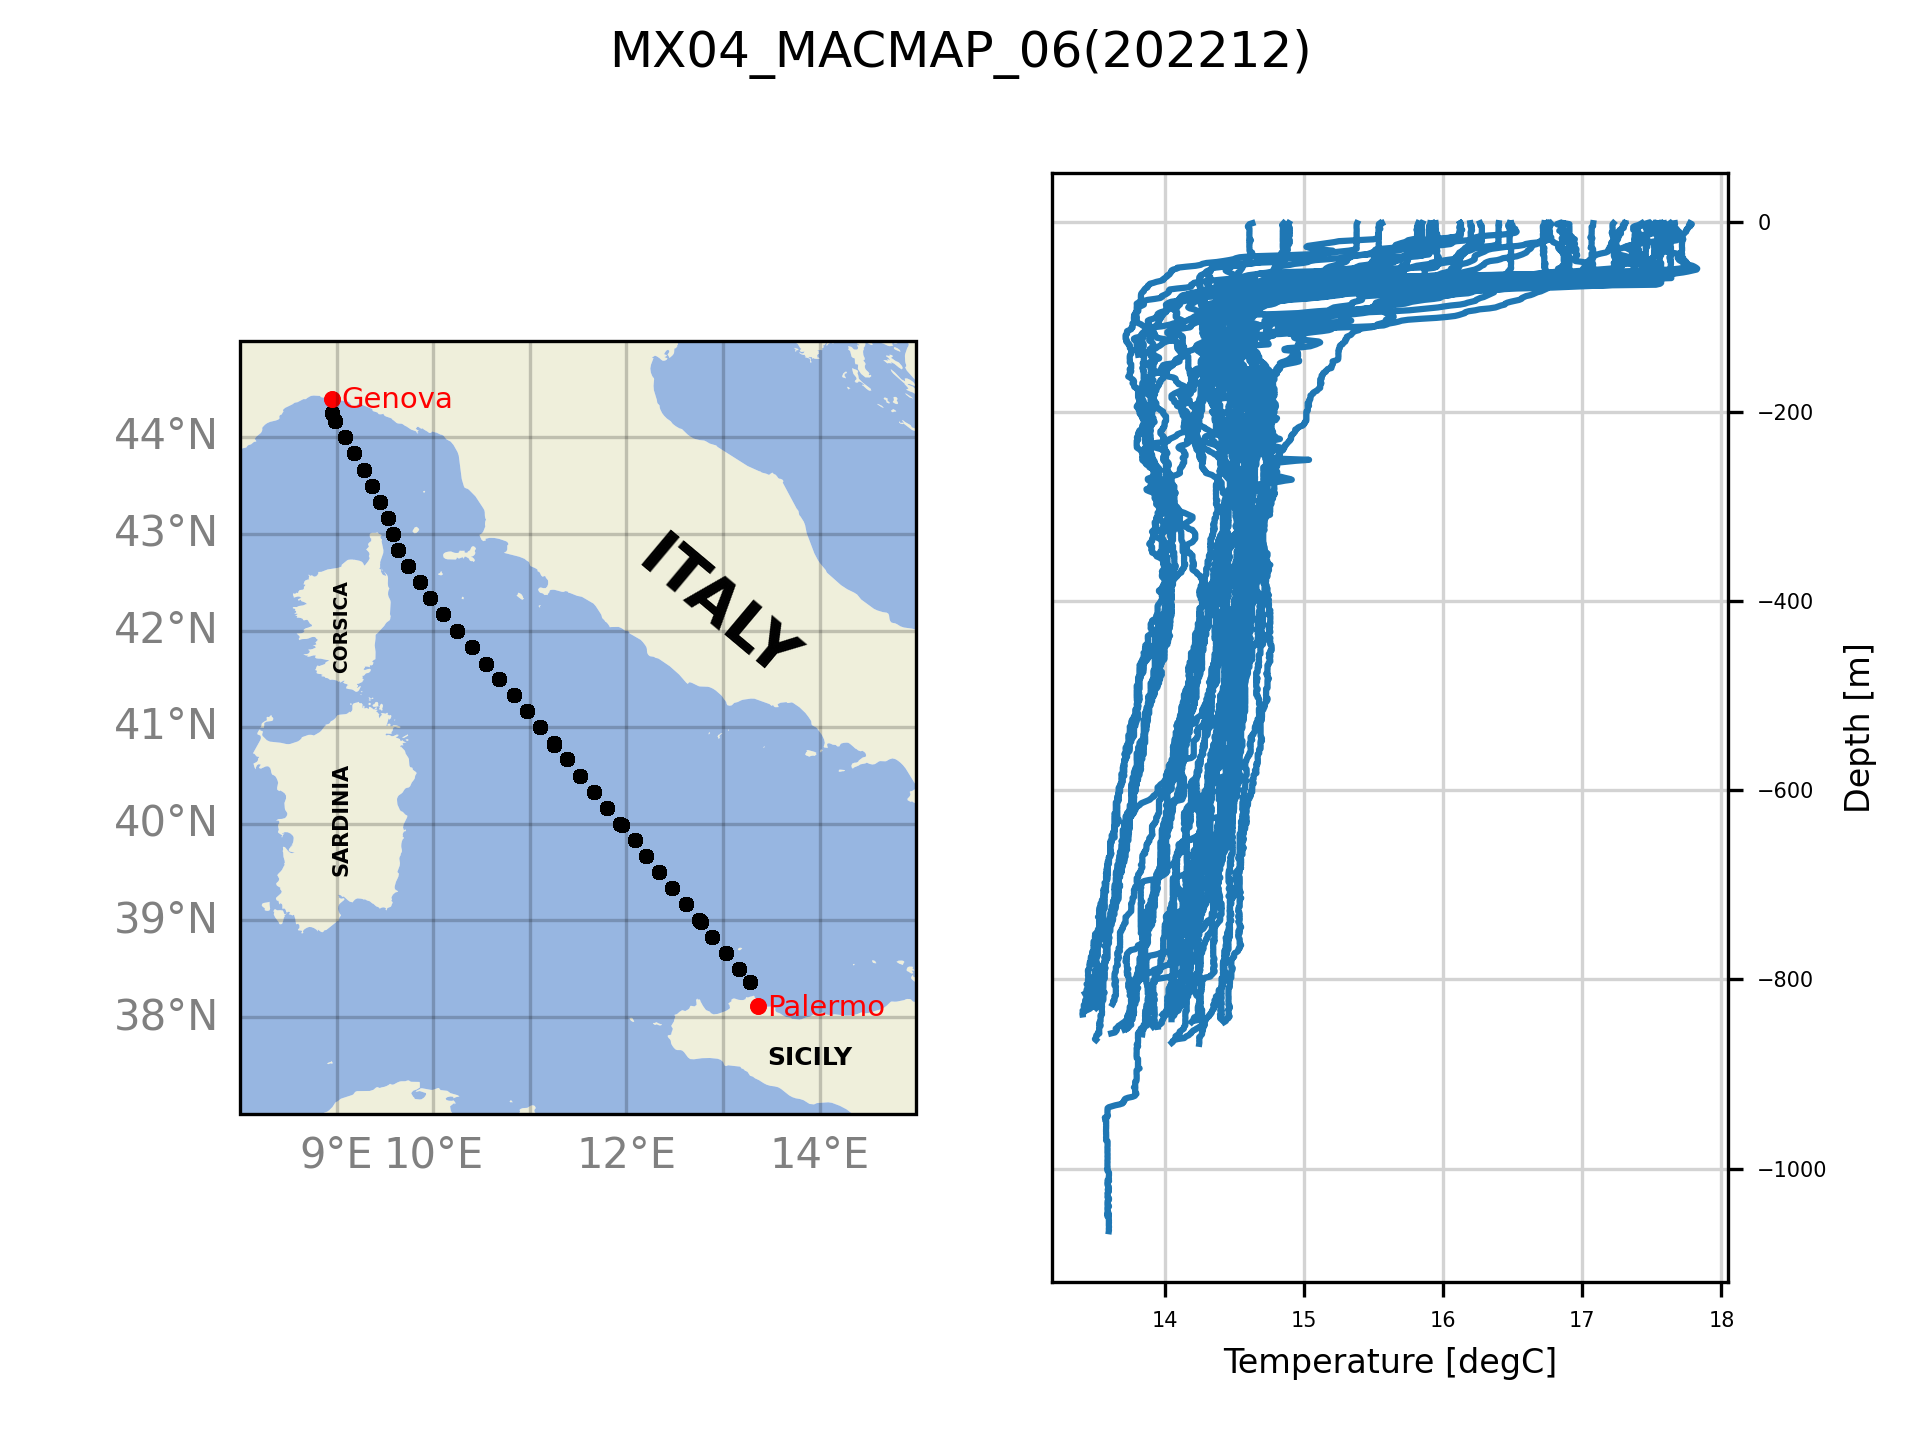 MX04_MACMAP_06(202212)
Genova
44°N
43°N
42°N
41°N
40°N
39°N
38°N
ITALY
CORSICA
SARDINIA
Palermo
SICILY
9°E 10°E 12°E 14°E
0
−200
−400
−600
−800
−1000
Depth [m]
14 15 16 17 18
Temperature [degC]